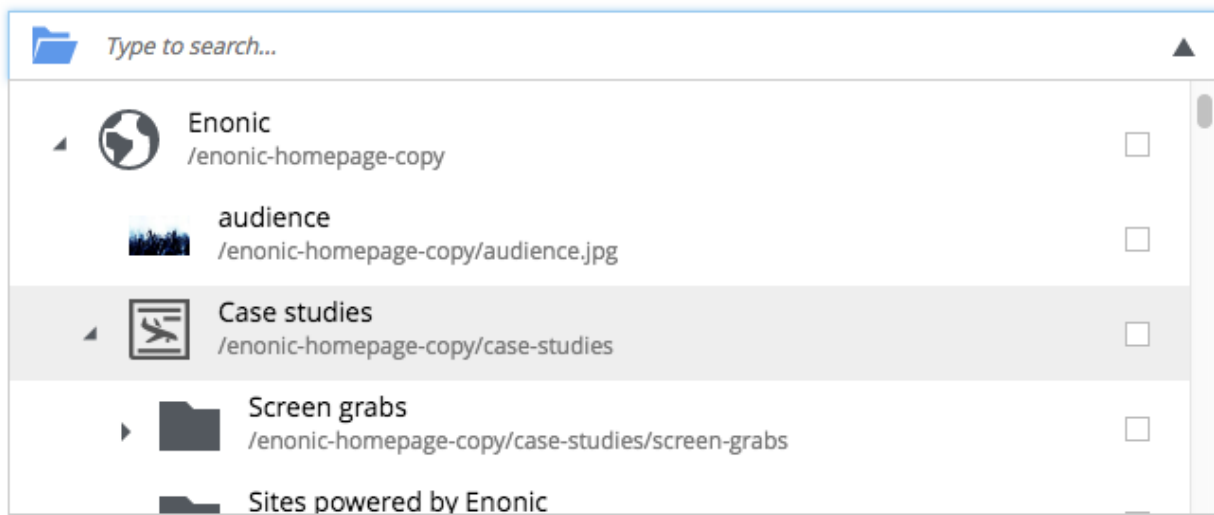 Type to search...
Enonic
/enonic-homepage-copy
audience
/enonic-homepage-copy/audience.jpg
Case studies
/enonic-homepage-copy/case-studies
Screen grabs
/enonic-homepage-copy/case-studies/screen-grabs
Sites powered by Enonic